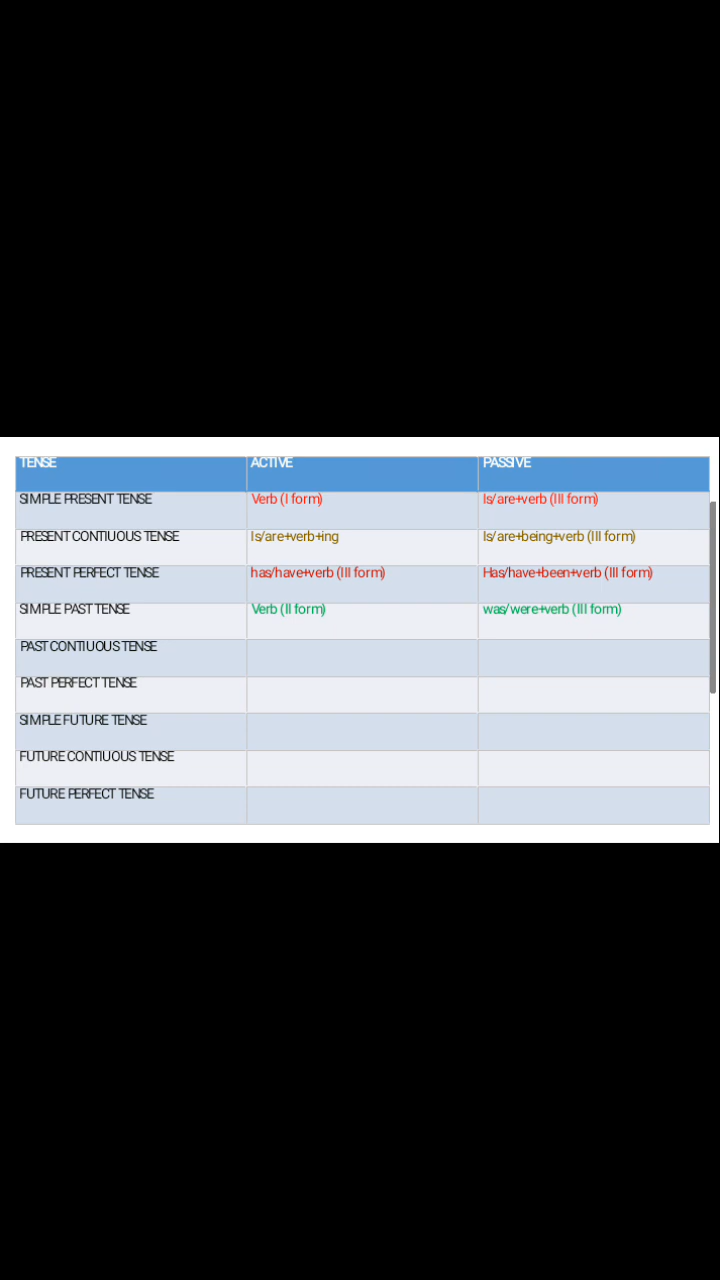 TENSE ACTIVE PASSIVE
SIMPLE PRESENT TENSE Verb (I form) Is/are+verb (III form)
PRESENT CONTIUOUS TENSE Is/are+verb+ing Is/are+being+verb (III form)
PRESENT PERFECT TENSE has/have+verb (III form) Has/have+been+verb (III form)
SIMPLE PAST TENSE Verb (II form) was/were+verb (III form)
PAST CONTIUOUS TENSE
PAST PERFECT TENSE
SIMPLE FUTURE TENSE
FUTURE CONTIUOUS TENSE
FUTURE PERFECT TENSE